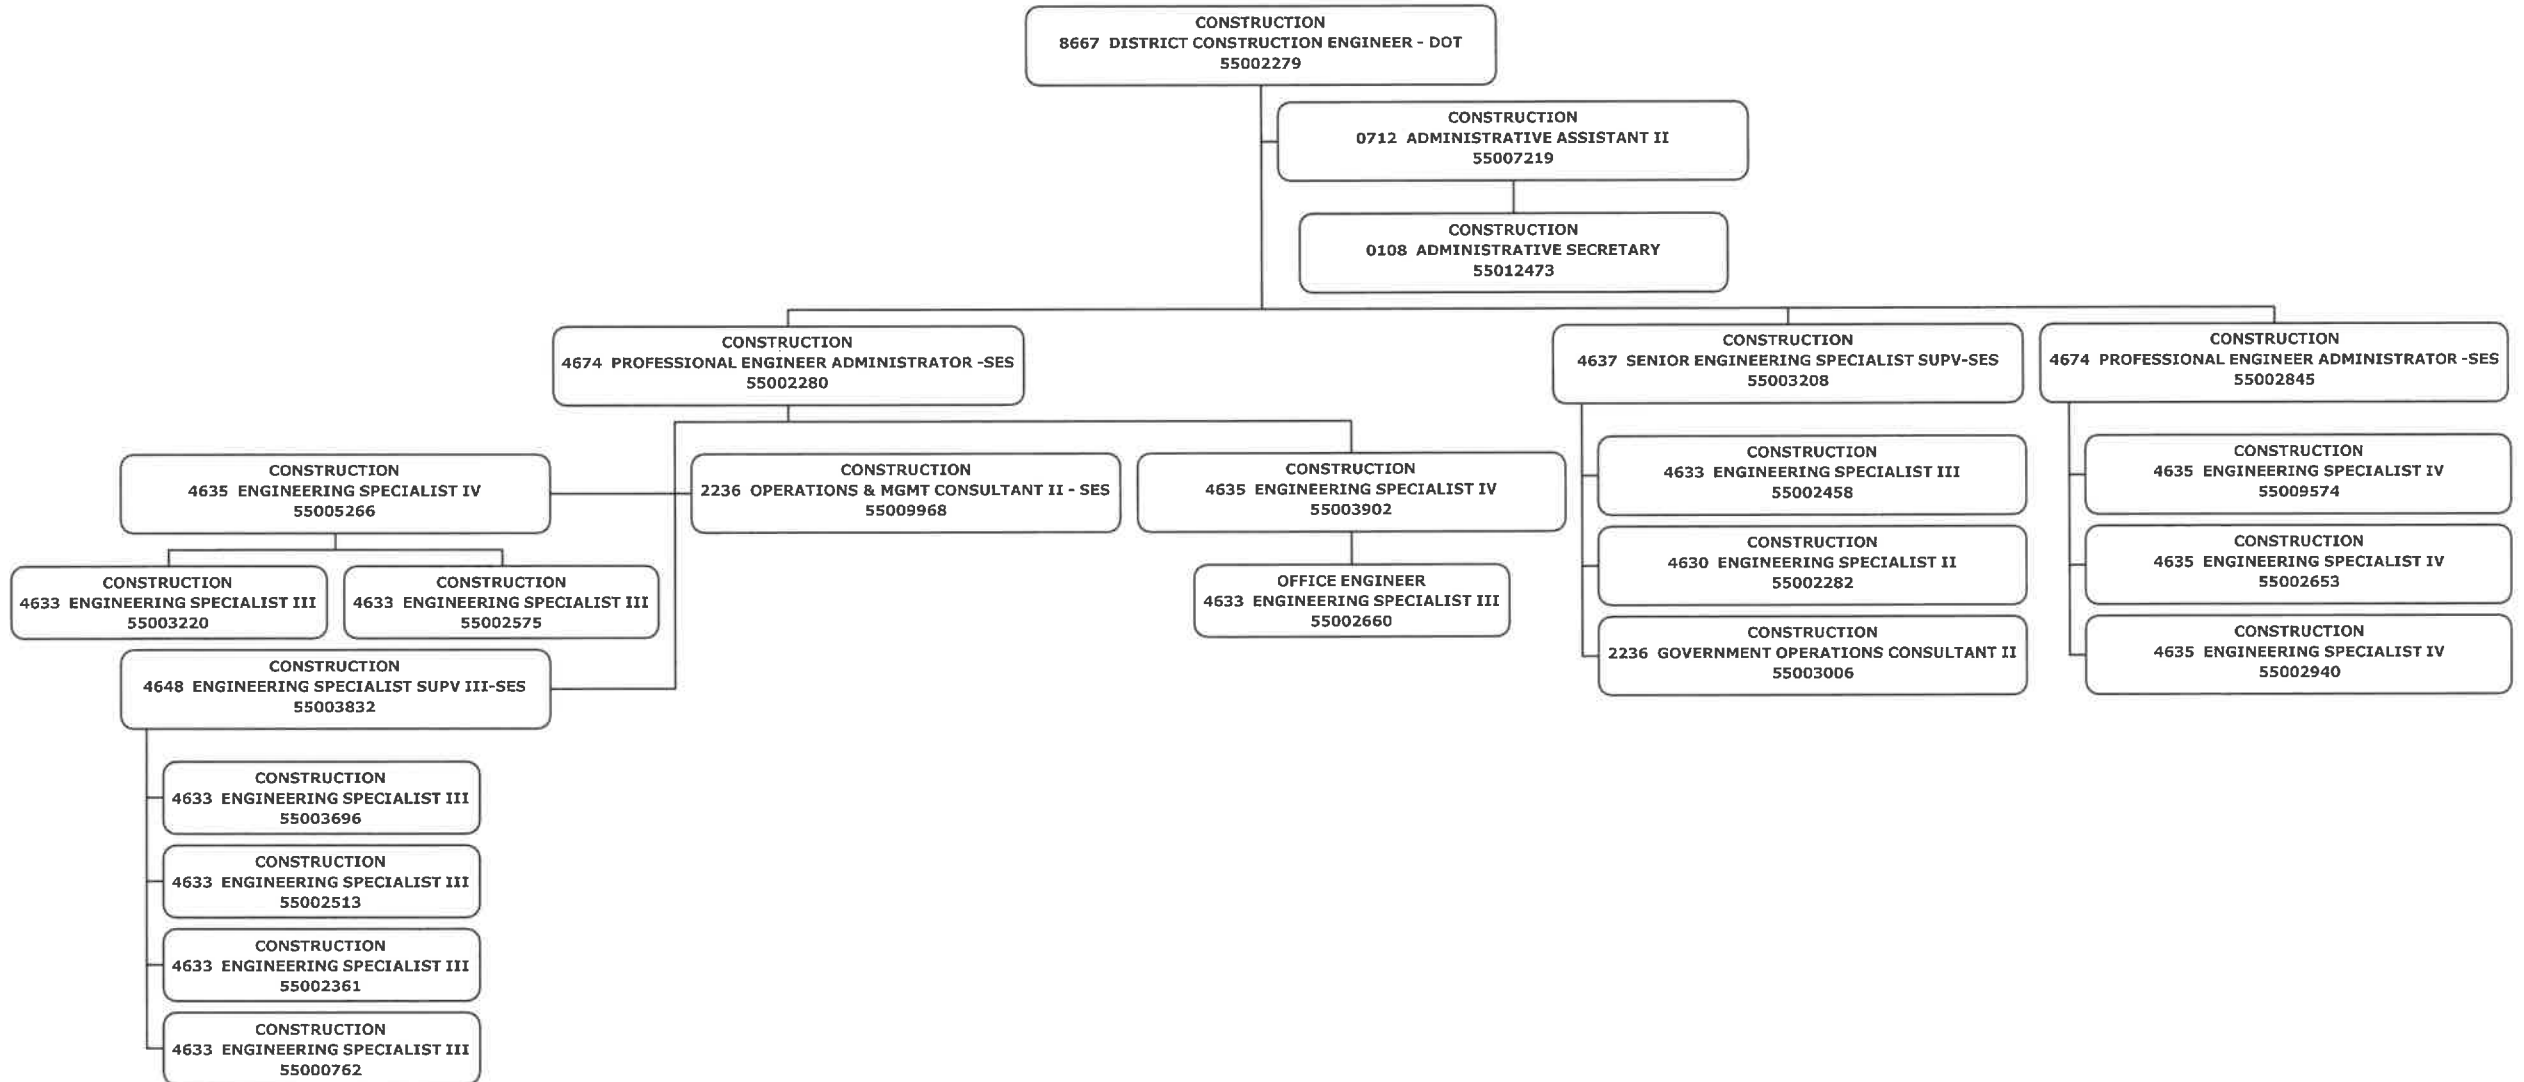 CONSTRUCTION
8667 DISTRICT CONSTRUCTION ENGINEER - DOT
55002279
CONSTRUCTION
0712 ADMINISTRATIVE ASSISTANT II
55007219
CONSTRUCTION
0108 ADMINISTRATIVE SECRETARY
55012473
CONSTRUCTION
4674 PROFESSIONAL ENGINEER ADMINISTRATOR -SES
55002280
CONSTRUCTION
4637 SENIOR ENGINEERING SPECIALIST SUPV-SES
55003208
CONSTRUCTION
4674 PROFESSIONAL ENGINEER ADMINISTRATOR -SES
55002845
CONSTRUCTION
4635 ENGINEERING SPECIALIST IV
55005266
CONSTRUCTION
2236 OPERATIONS & MGMT CONSULTANT II - SES
55009968
CONSTRUCTION
4635 ENGINEERING SPECIALIST IV
55003902
CONSTRUCTION
4633 ENGINEERING SPECIALIST III
55002458
CONSTRUCTION
4635 ENGINEERING SPECIALIST IV
55009574
CONSTRUCTION
4633 ENGINEERING SPECIALIST III
55003220
CONSTRUCTION
4633 ENGINEERING SPECIALIST III
55002575
OFFICE ENGINEER
4633 ENGINEERING SPECIALIST III
55002660
CONSTRUCTION
4630 ENGINEERING SPECIALIST II
55002282
CONSTRUCTION
4635 ENGINEERING SPECIALIST IV
55002653
CONSTRUCTION
4648 ENGINEERING SPECIALIST SUPV III-SES
55003832
CONSTRUCTION
2236 GOVERNMENT OPERATIONS CONSULTANT II
55003006
CONSTRUCTION
4635 ENGINEERING SPECIALIST IV
55002940
CONSTRUCTION
4633 ENGINEERING SPECIALIST III
55003696
CONSTRUCTION
4633 ENGINEERING SPECIALIST III
55002513
CONSTRUCTION
4633 ENGINEERING SPECIALIST III
55002361
CONSTRUCTION
4633 ENGINEERING SPECIALIST III
55000762